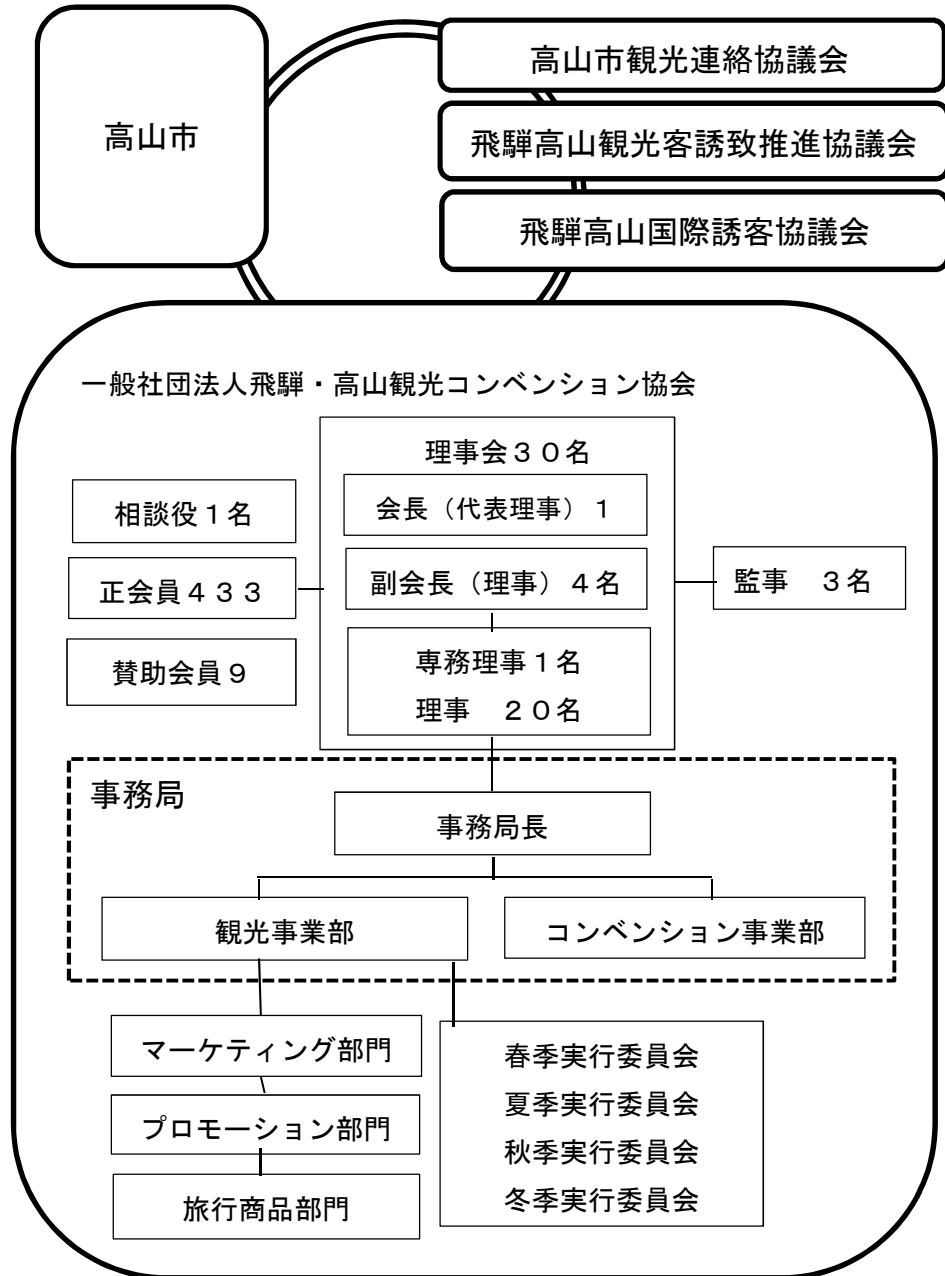 高山市
高山市観光連絡協議会
飛騨高山観光客誘致推進協議会
飛騨高山国際誘客協議会
一般社団法人飛騨・高山観光コンベンション協会
理事会３０名
会長（代表理事）１
副会長（理事）４名
専務理事１名
理事　２０名
相談役１名
正会員４３３
賛助会員９
監事　３名
事務局
事務局長
観光事業部
コンベンション事業部
マーケティング部門
プロモーション部門
旅行商品部門
春季実行委員会
夏季実行委員会
秋季実行委員会
冬季実行委員会